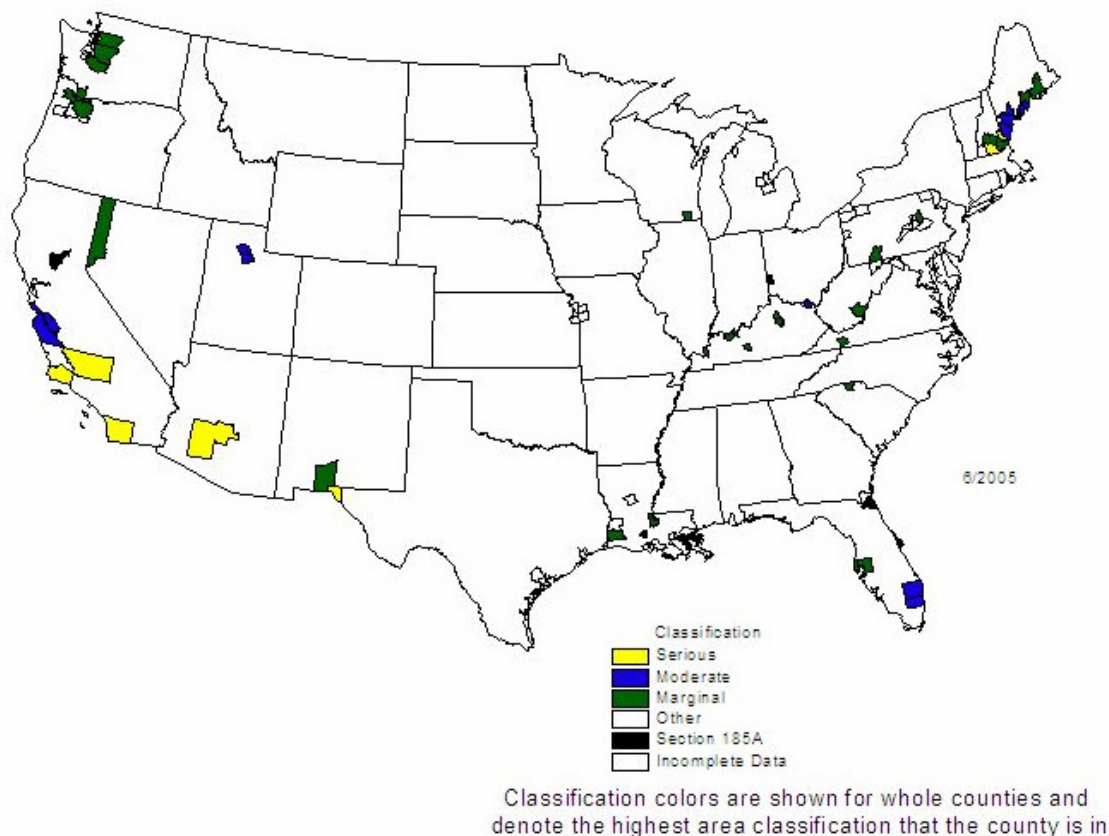 6/2005
Classification
Serious
Moderate
Marginal
Other
Section 185A
Incomplete Data
Classification colors are shown for whole counties and
denote the highest area classification that the county is in